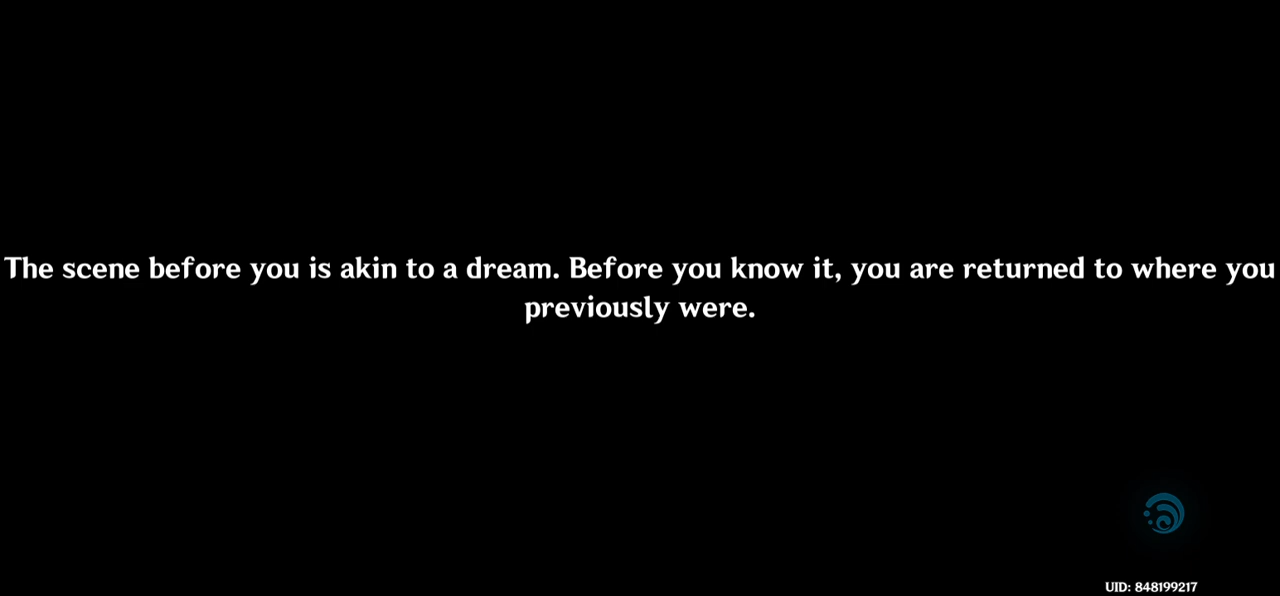 The scene before you is akin to a dream. Before you know it, you are returned to where you
previously were.
UID: 848199217